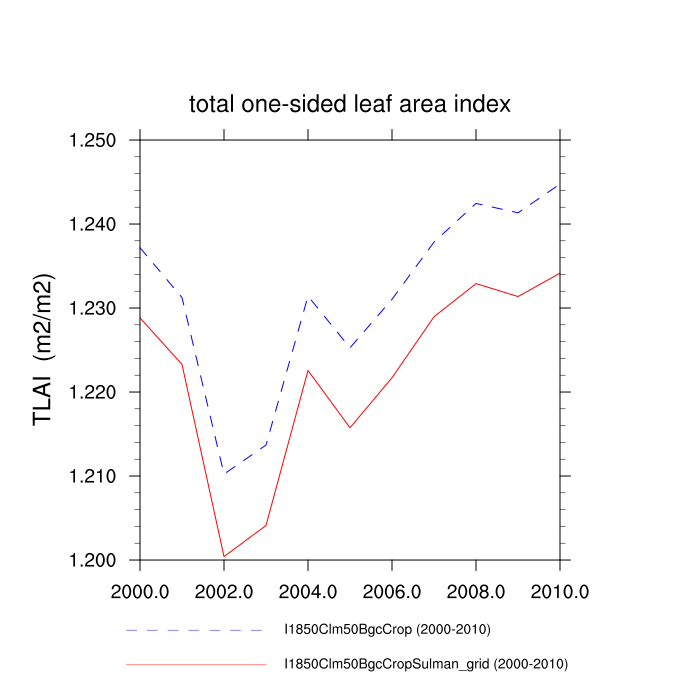 total one-sided leaf area index
1.250
1.240
1.230
1.220
1.210
1.200
TLAI (m2/m2)
2000.0 2002.0 2004.0 2006.0 2008.0 2010.0
I1850Clm50BgcCrop (2000-2010)
I1850Clm50BgcCropSulman_grid (2000-2010)